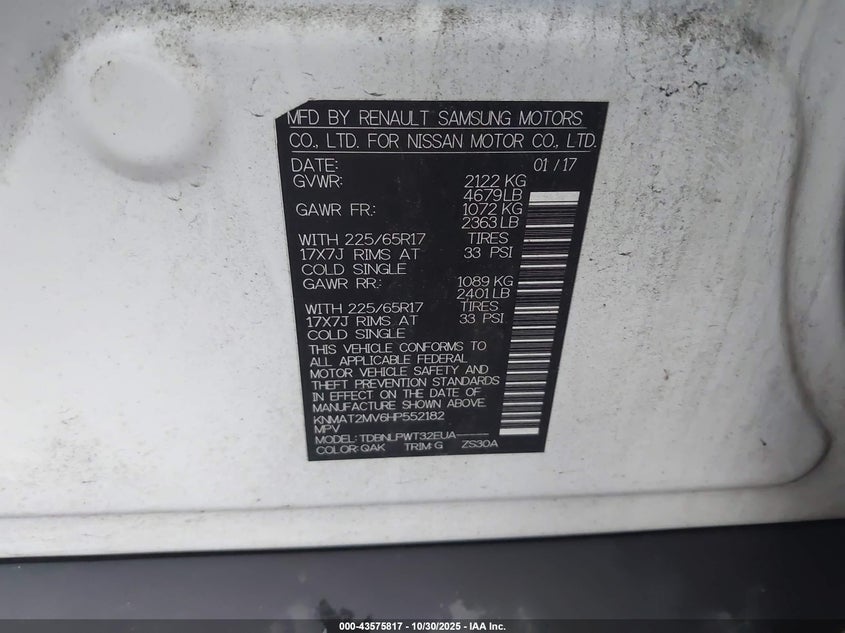 MFD BY RENAULT SAMSUNG MOTORS
CO., LTD. FOR NISSAN MOTOR CO., LTD.
DATE: 01 / 17
GVWR: 2122 KG
4679 LB
GAWR FR.: 1072 KG
2363 LB
WITH 225/65R17 TIRES
17X7J RIMS AT 33 PSI
COLD SINGLE
GAWR RR.: 1089 KG
2401 LB
WITH 225/65R17 TIRES
17X7J RIMS AT 33 PSI
COLD SINGLE
THIS VEHICLE CONFORMS TO
ALL APPLICABLE FEDERAL
MOTOR VEHICLE SAFETY AND
THEFT PREVENTION STANDARDS
IN EFFECT ON THE DATE OF
MANUFACTURE SHOWN ABOVE.
KNMAT2MV6HP552182
MPV
MODEL: TDBNLPWT32EUA-----
COLOR: QAK TRIM: G ZS30A
000-43575817 - 10/30/2025 - IAA Inc.